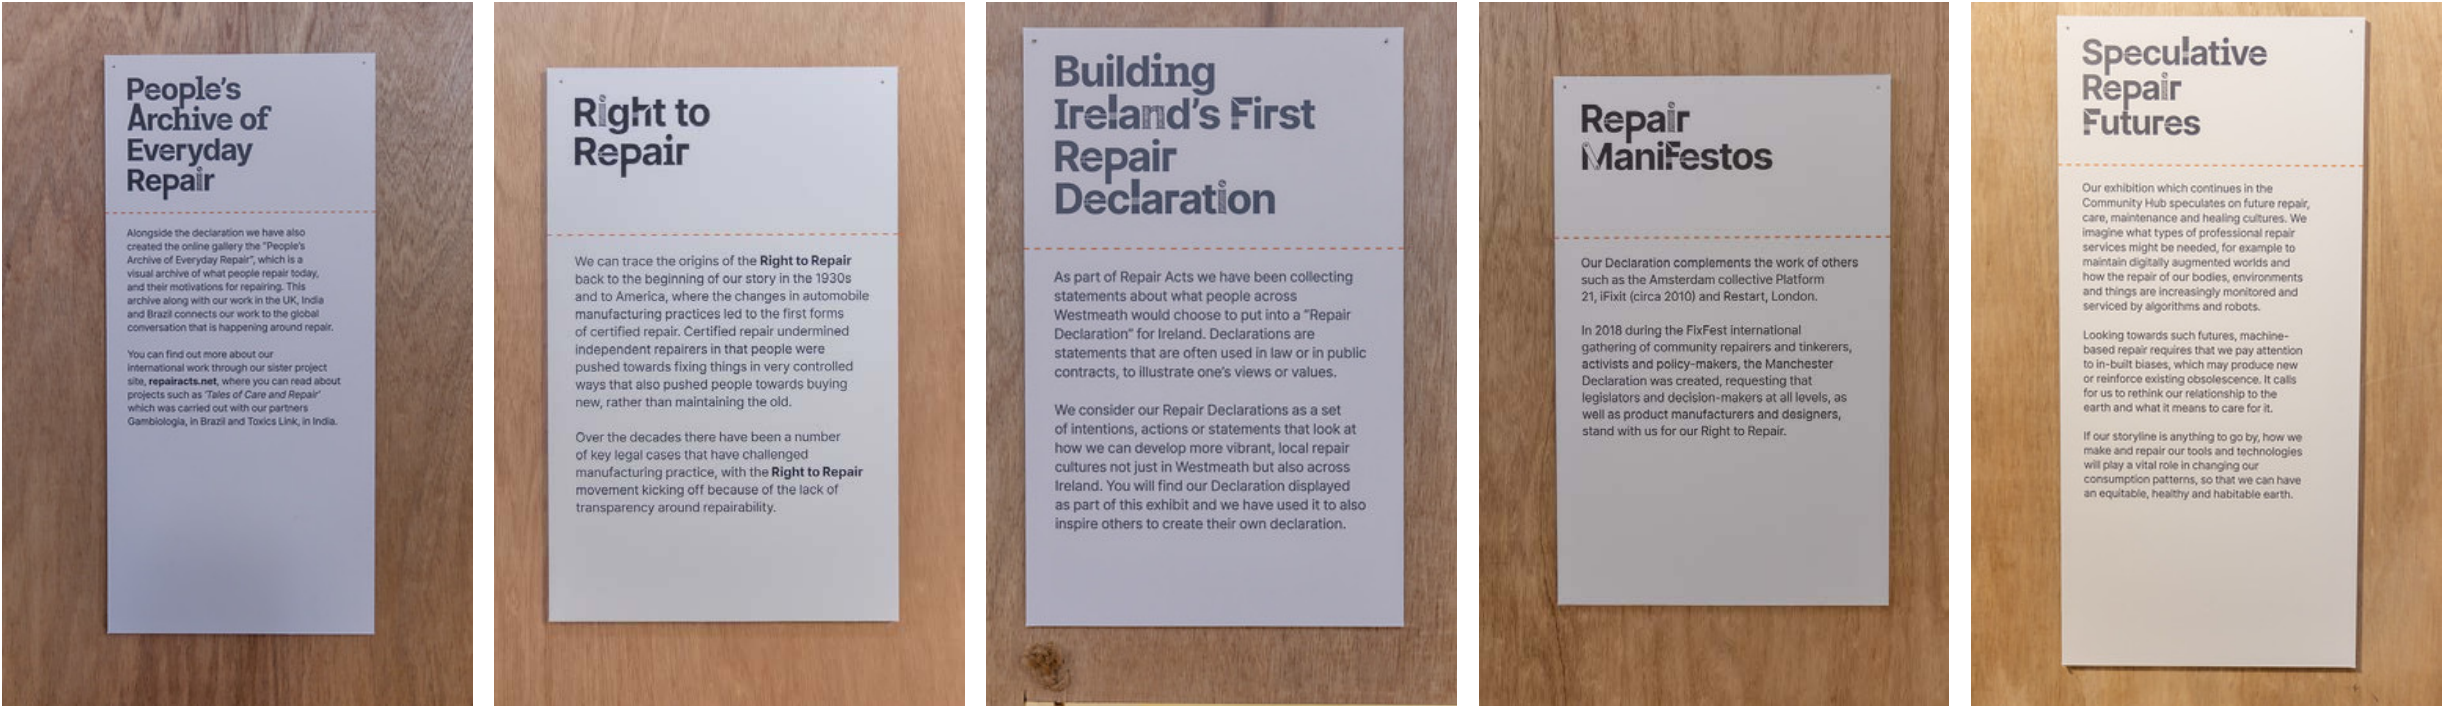 People's
Archive of
Everyday
Repair
Alongside the declaration we have also
created the online gallery the "People's
Archive of Everyday Repair", which is a
visual archive of what people repair today,
and their motivations for repairing. This
archive along with our work in the UK, India
and Brazil connects our work to the global
conversation that is happening around repair.
You can find out more about our
international work through our sister project
site, repairacts.net, where you can read about
projects such as 'Tales of Care and Repair'
which was carried out with our partners
Gambiologia, in Brazil and Toxics Link, in India.
Right to
Repair
We can trace the origins of the Right to Repair
back to the beginning of our story in the 1930s
and to America, where the changes in automobile
manufacturing practices led to the first forms
of certified repair. Certified repair undermined
independent repairers in that people were
pushed towards fixing things in very controlled
ways that also pushed people towards buying
new, rather than maintaining the old.
Over the decades there have been a number
of key legal cases that have challenged
manufacturing practice, with the Right to Repair
movement kicking off because of the lack of
transparency around repairability.
Building
Ireland's First
Repair
Declaration
As part of Repair Acts we have been collecting
statements about what people across
Westmeath would choose to put into a "Repair
Declaration" for Ireland. Declarations are
statements that are often used in law or in public
contracts, to illustrate one's views or values.
We consider our Repair Declarations as a set
of intentions, actions or statements that look at
how we can develop more vibrant, local repair
cultures not just in Westmeath but also across
Ireland. You will find our Declaration displayed
as part of this exhibit and we have used it to also
inspire others to create their own declaration.
Repair
ManiFestos
Our Declaration complements the work of others
such as the Amsterdam collective Platform
21, iFixit (circa 2010) and Restart, London.
In 2018 during the FixFest international
gathering of community repairers and tinkerers,
activists and policy-makers, the Manchester
Declaration was created, requesting that
legislators and decision-makers at all levels, as
well as product manufacturers and designers,
stand with us for our Right to Repair.
Speculative
Repair
Futures
Our exhibition which continues in the
Community Hub speculates on future repair,
care, maintenance and healing cultures. We
imagine what types of professional repair
services might be needed, for example to
maintain digitally augmented worlds and
how the repair of our bodies, environments
and things are increasingly monitored and
serviced by algorithms and robots.
Looking towards such futures, machine-
based repair requires that we pay attention
to in-built biases, which may produce new
or reinforce existing obsolescence. It calls
for us to rethink our relationship to the
earth and what it means to care for it.
If our storyline is anything to go by, how we
make and repair our tools and technologies
will play a vital role in changing our
consumption patterns, so that we can have
an equitable, healthy and habitable earth.